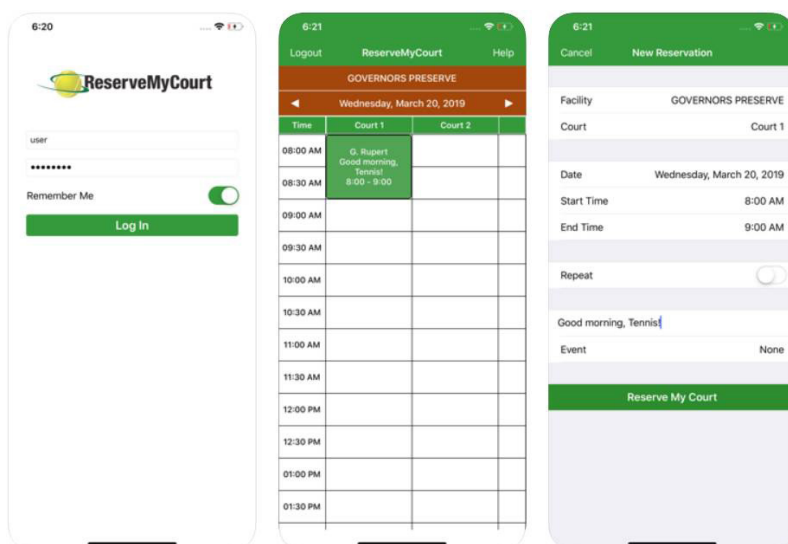 6:20
ReserveMyCourt
user
••••••••
Remember Me
Log In
6:21
Logout ReserveMyCourt Help
GOVERNORS PRESERVE
Wednesday, March 20, 2019
Time Court 1 Court 2
08:00 AM
G. Rupert
Good morning,
Tennis!
8:00 - 9:00
08:30 AM
09:00 AM
09:30 AM
10:00 AM
10:30 AM
11:00 AM
11:30 AM
12:00 PM
12:30 PM
01:00 PM
01:30 PM
6:21
Cancel New Reservation
Facility GOVERNORS PRESERVE
Court Court 1
Date Wednesday, March 20, 2019
Start Time 8:00 AM
End Time 9:00 AM
Repeat
Good morning, Tennis!
Event None
Reserve My Court